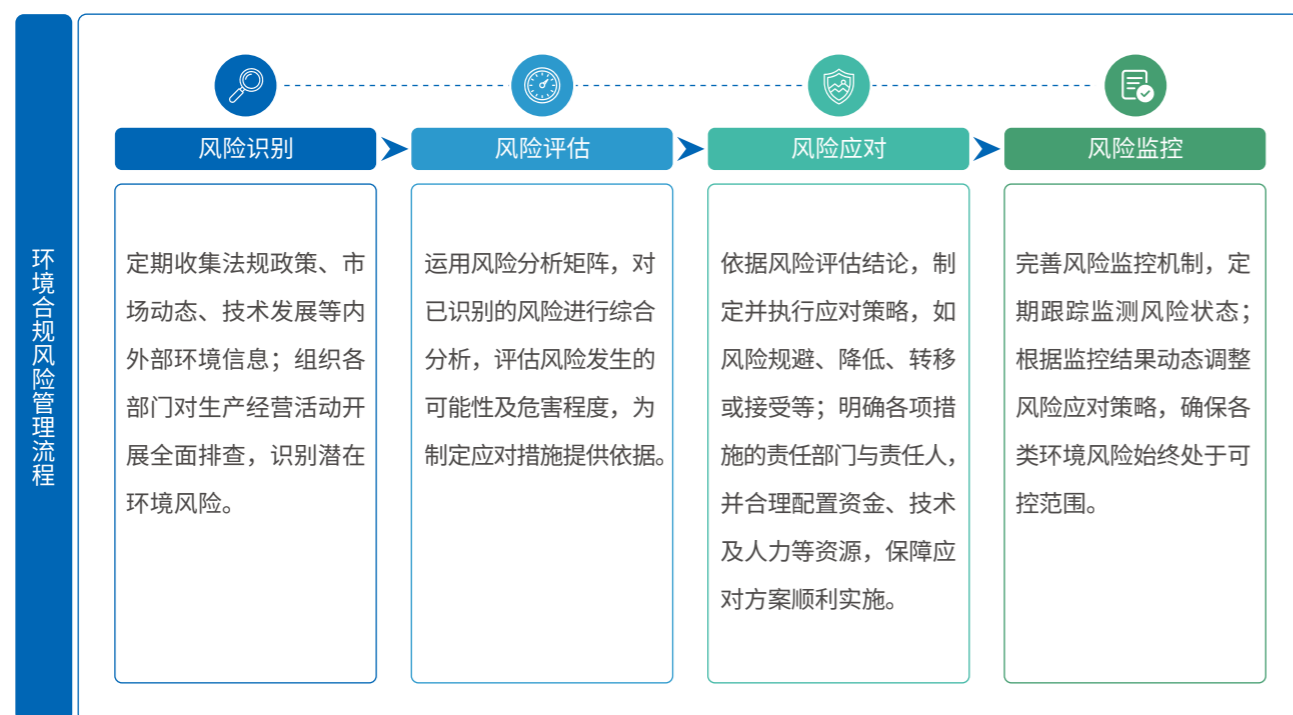 环境合规风险管理流程
风险识别
定期收集法规政策、市
场动态、技术发展等内
外部环境信息；组织各
部门对生产经营活动开
展全面排查，识别潜在
环境风险。
风险评估
运用风险分析矩阵，对
已识别的风险进行综合
分析，评估风险发生的
可能性及危害程度，为
制定应对措施提供依据。
风险应对
依据风险评估结论，制
定并执行应对策略，如
风险规避、降低、转移
或接受等；明确各项措
施的责任部门与责任人，
并合理配置资金、技术
及人力等资源，保障应
对方案顺利实施。
风险监控
完善风险监控机制，定
期跟踪监测风险状态；
根据监控结果动态调整
风险应对策略，确保各
类环境风险始终处于可
控范围。